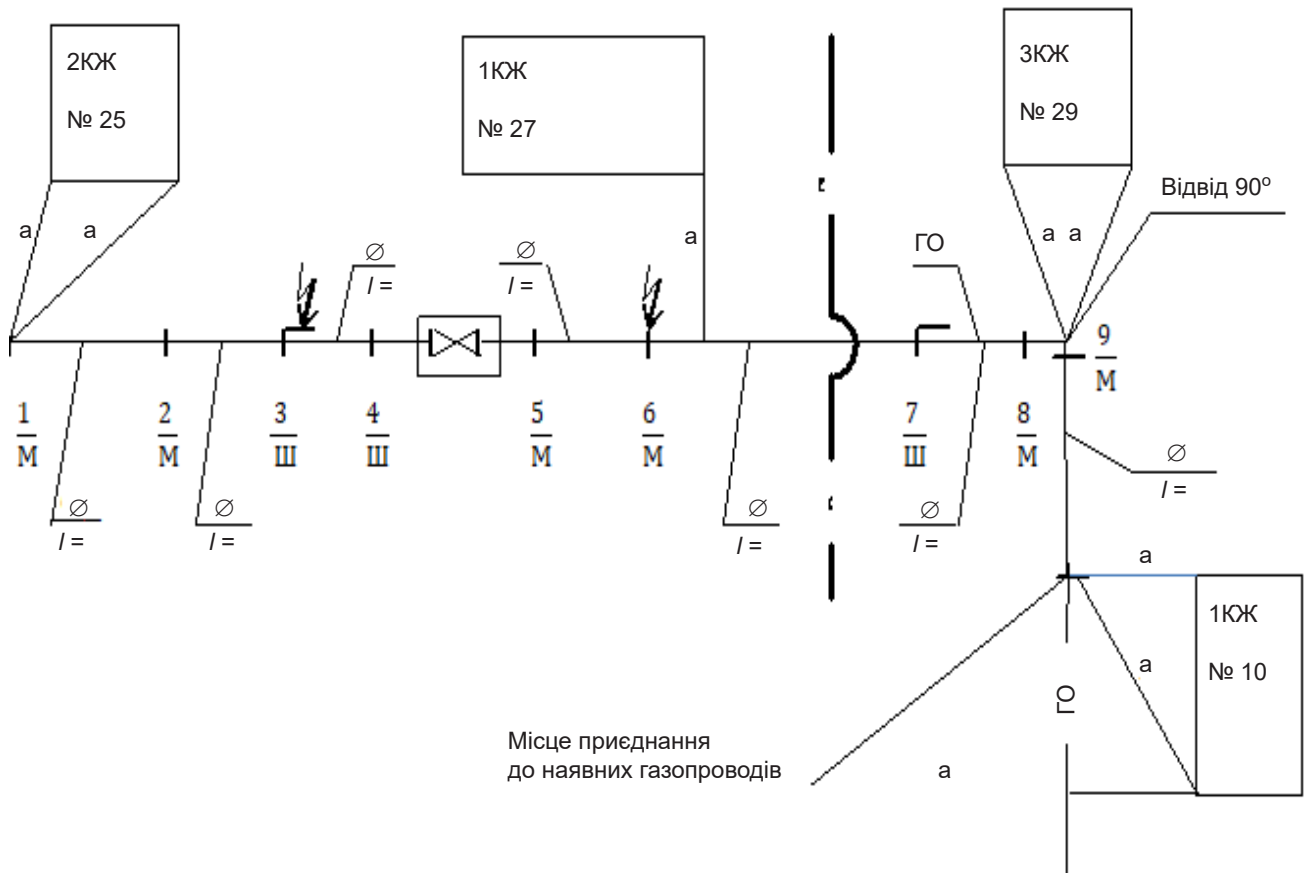 2КЖ
№ 25
1КЖ
№ 27
3КЖ
№ 29
Відвід 90º
а
а
а
ГО
а а
∅
l =
∅
l =
г
1
М
2
М
3
Ш
4
Ш
5
М
6
М
7
Ш
8
М
9
М
∅
l =
∅
l =
∅
l =
∅
l =
∅
l =
а
1КЖ
№ 10
а
ГО
Місце приєднання
до наявних газопроводів
а